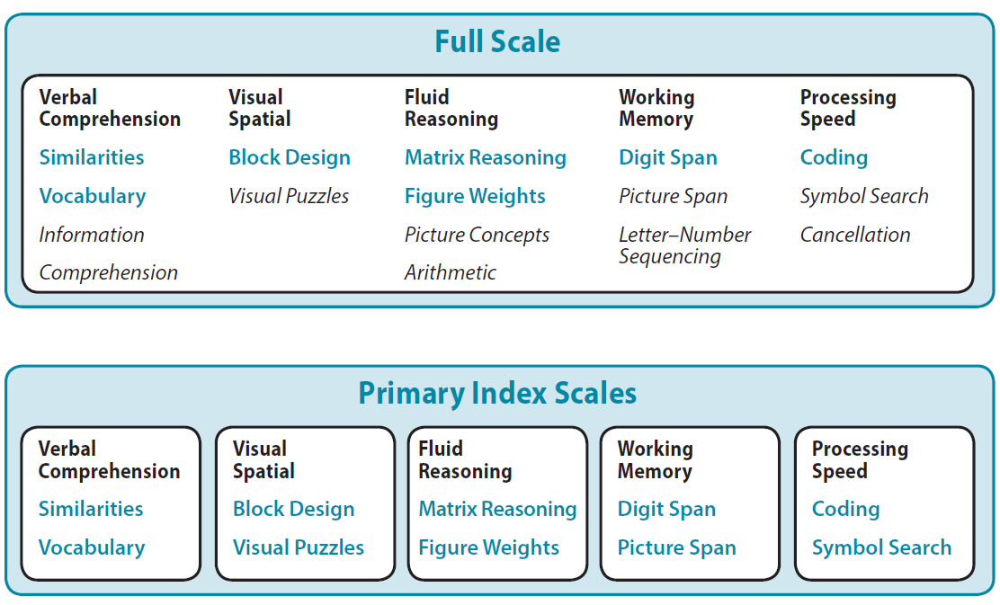 Full Scale
Verbal
Comprehension
Similarities
Vocabulary
Information
Comprehension
Visual
Spatial
Block Design
Visual Puzzles
Fluid
Reasoning
Matrix Reasoning
Figure Weights
Picture Concepts
Arithmetic
Working
Memory
Digit Span
Picture Span
Letter–Number
Sequencing
Processing
Speed
Coding
Symbol Search
Cancellation
Primary Index Scales
Verbal
Comprehension
Similarities
Vocabulary
Visual
Spatial
Block Design
Visual Puzzles
Fluid
Reasoning
Matrix Reasoning
Figure Weights
Working
Memory
Digit Span
Picture Span
Processing
Speed
Coding
Symbol Search